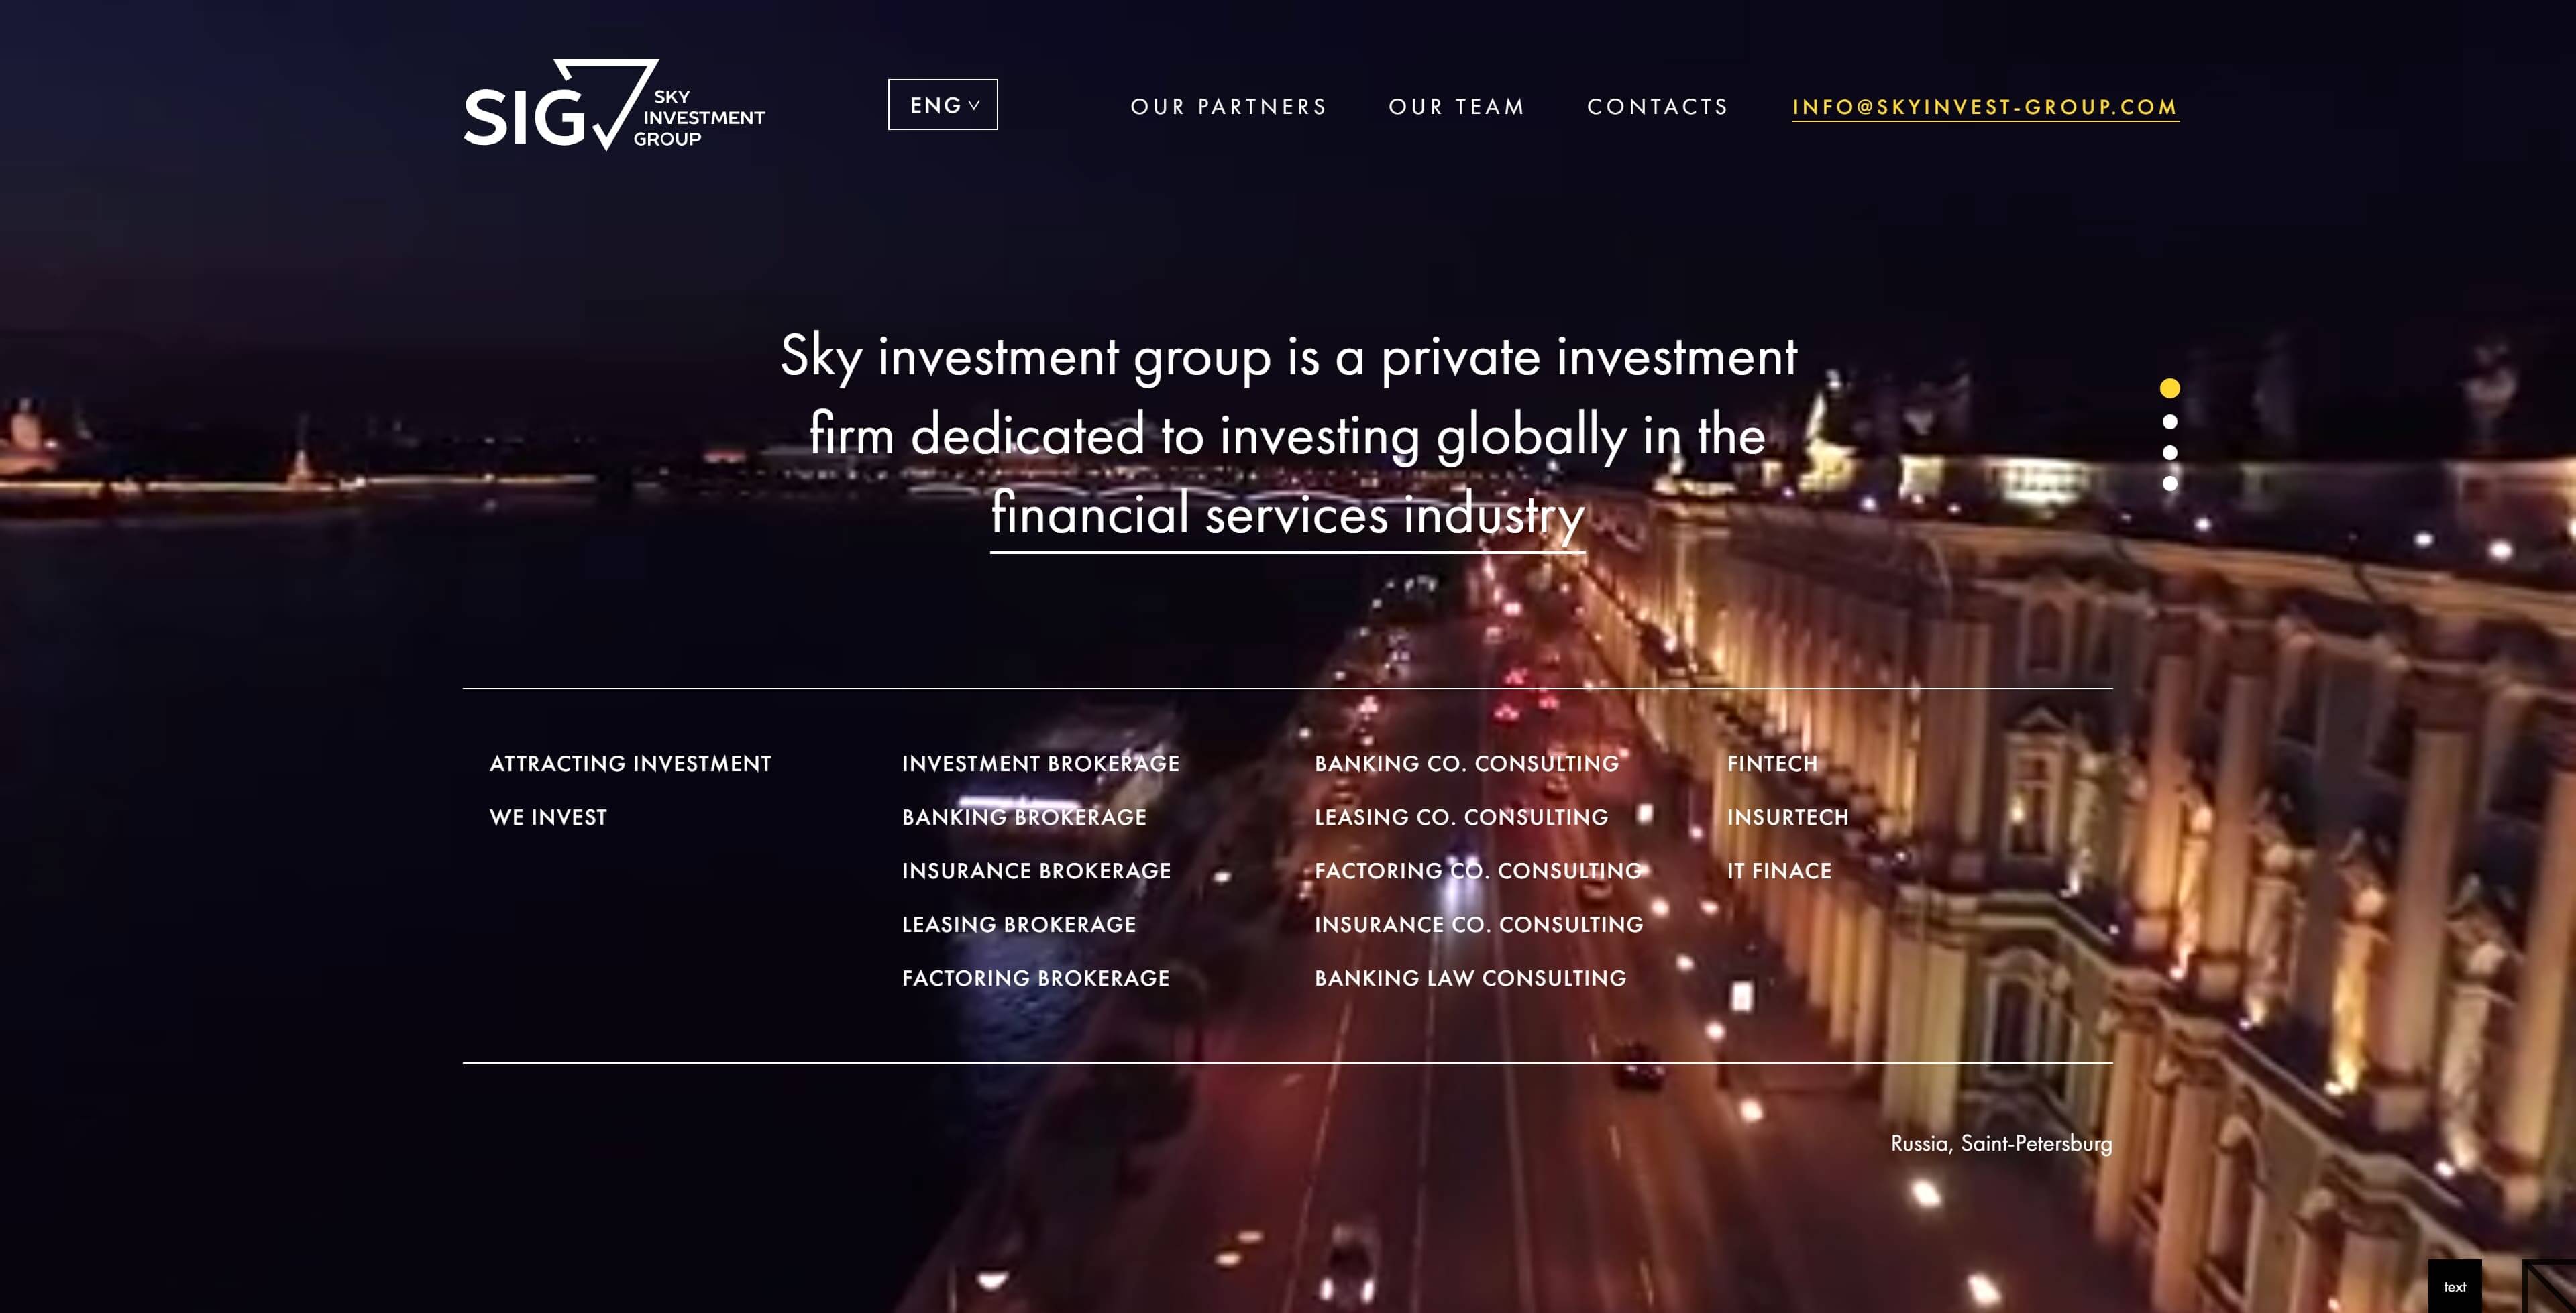 SIG SKY
INVESTMENT
GROUP
ENG
OUR PARTNERS
OUR TEAM
CONTACTS
INFO@SKYINVEST-GROUP.COM
Sky investment group is a private investment
firm dedicated to investing globally in the
financial services industry
ATTRACTING INVESTMENT
WE INVEST
INVESTMENT BROKERAGE
BANKING BROKERAGE
INSURANCE BROKERAGE
LEASING BROKERAGE
FACTORING BROKERAGE
BANKING CO. CONSULTING
LEASING CO. CONSULTING
FACTORING CO. CONSULTING
INSURANCE CO. CONSULTING
BANKING LAW CONSULTING
FINTECH
INSURTECH
IT FINACE
Russia, Saint-Petersburg
text